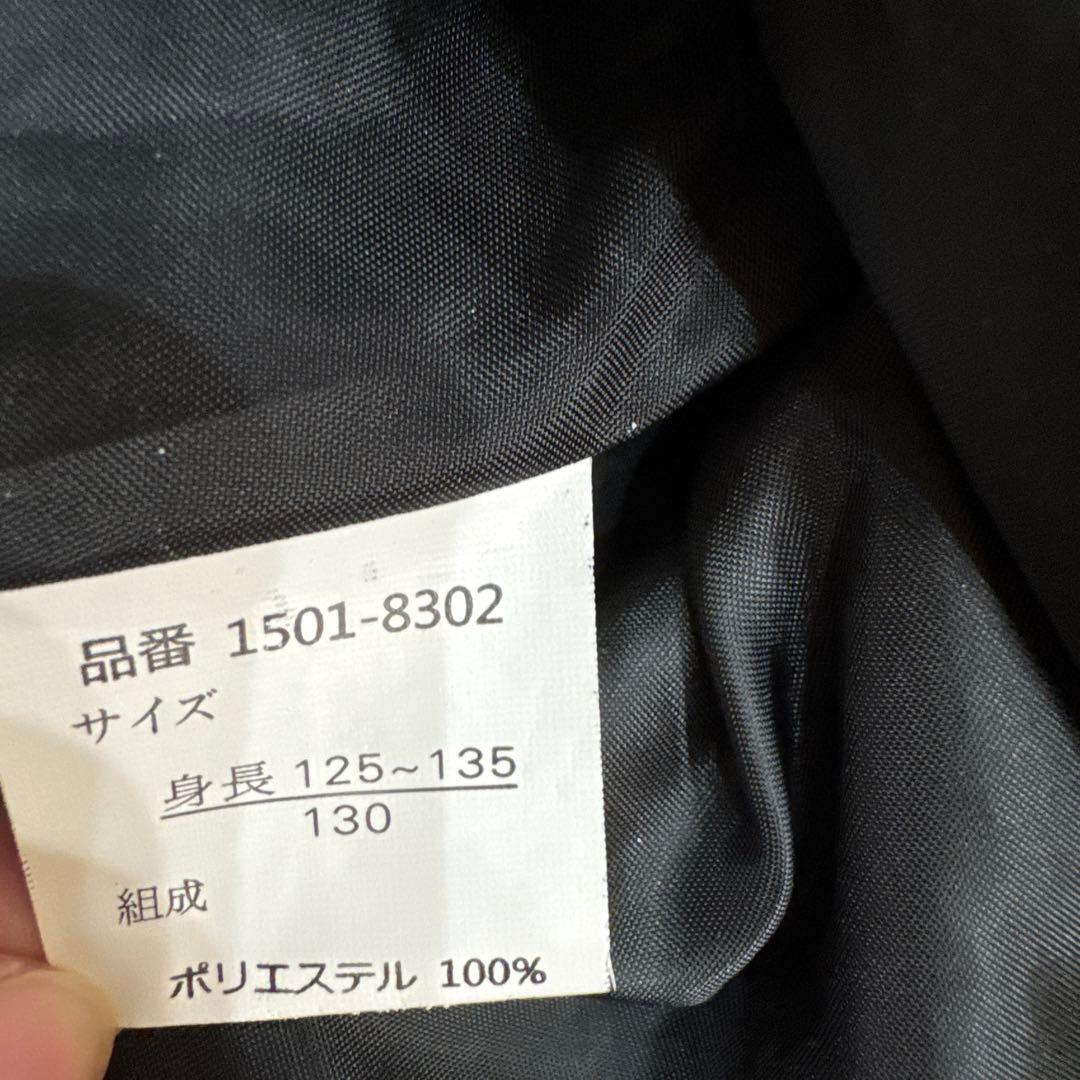 品番 1501-8302
サイズ
身長 125~135
130
組成
ポリエステル 100%